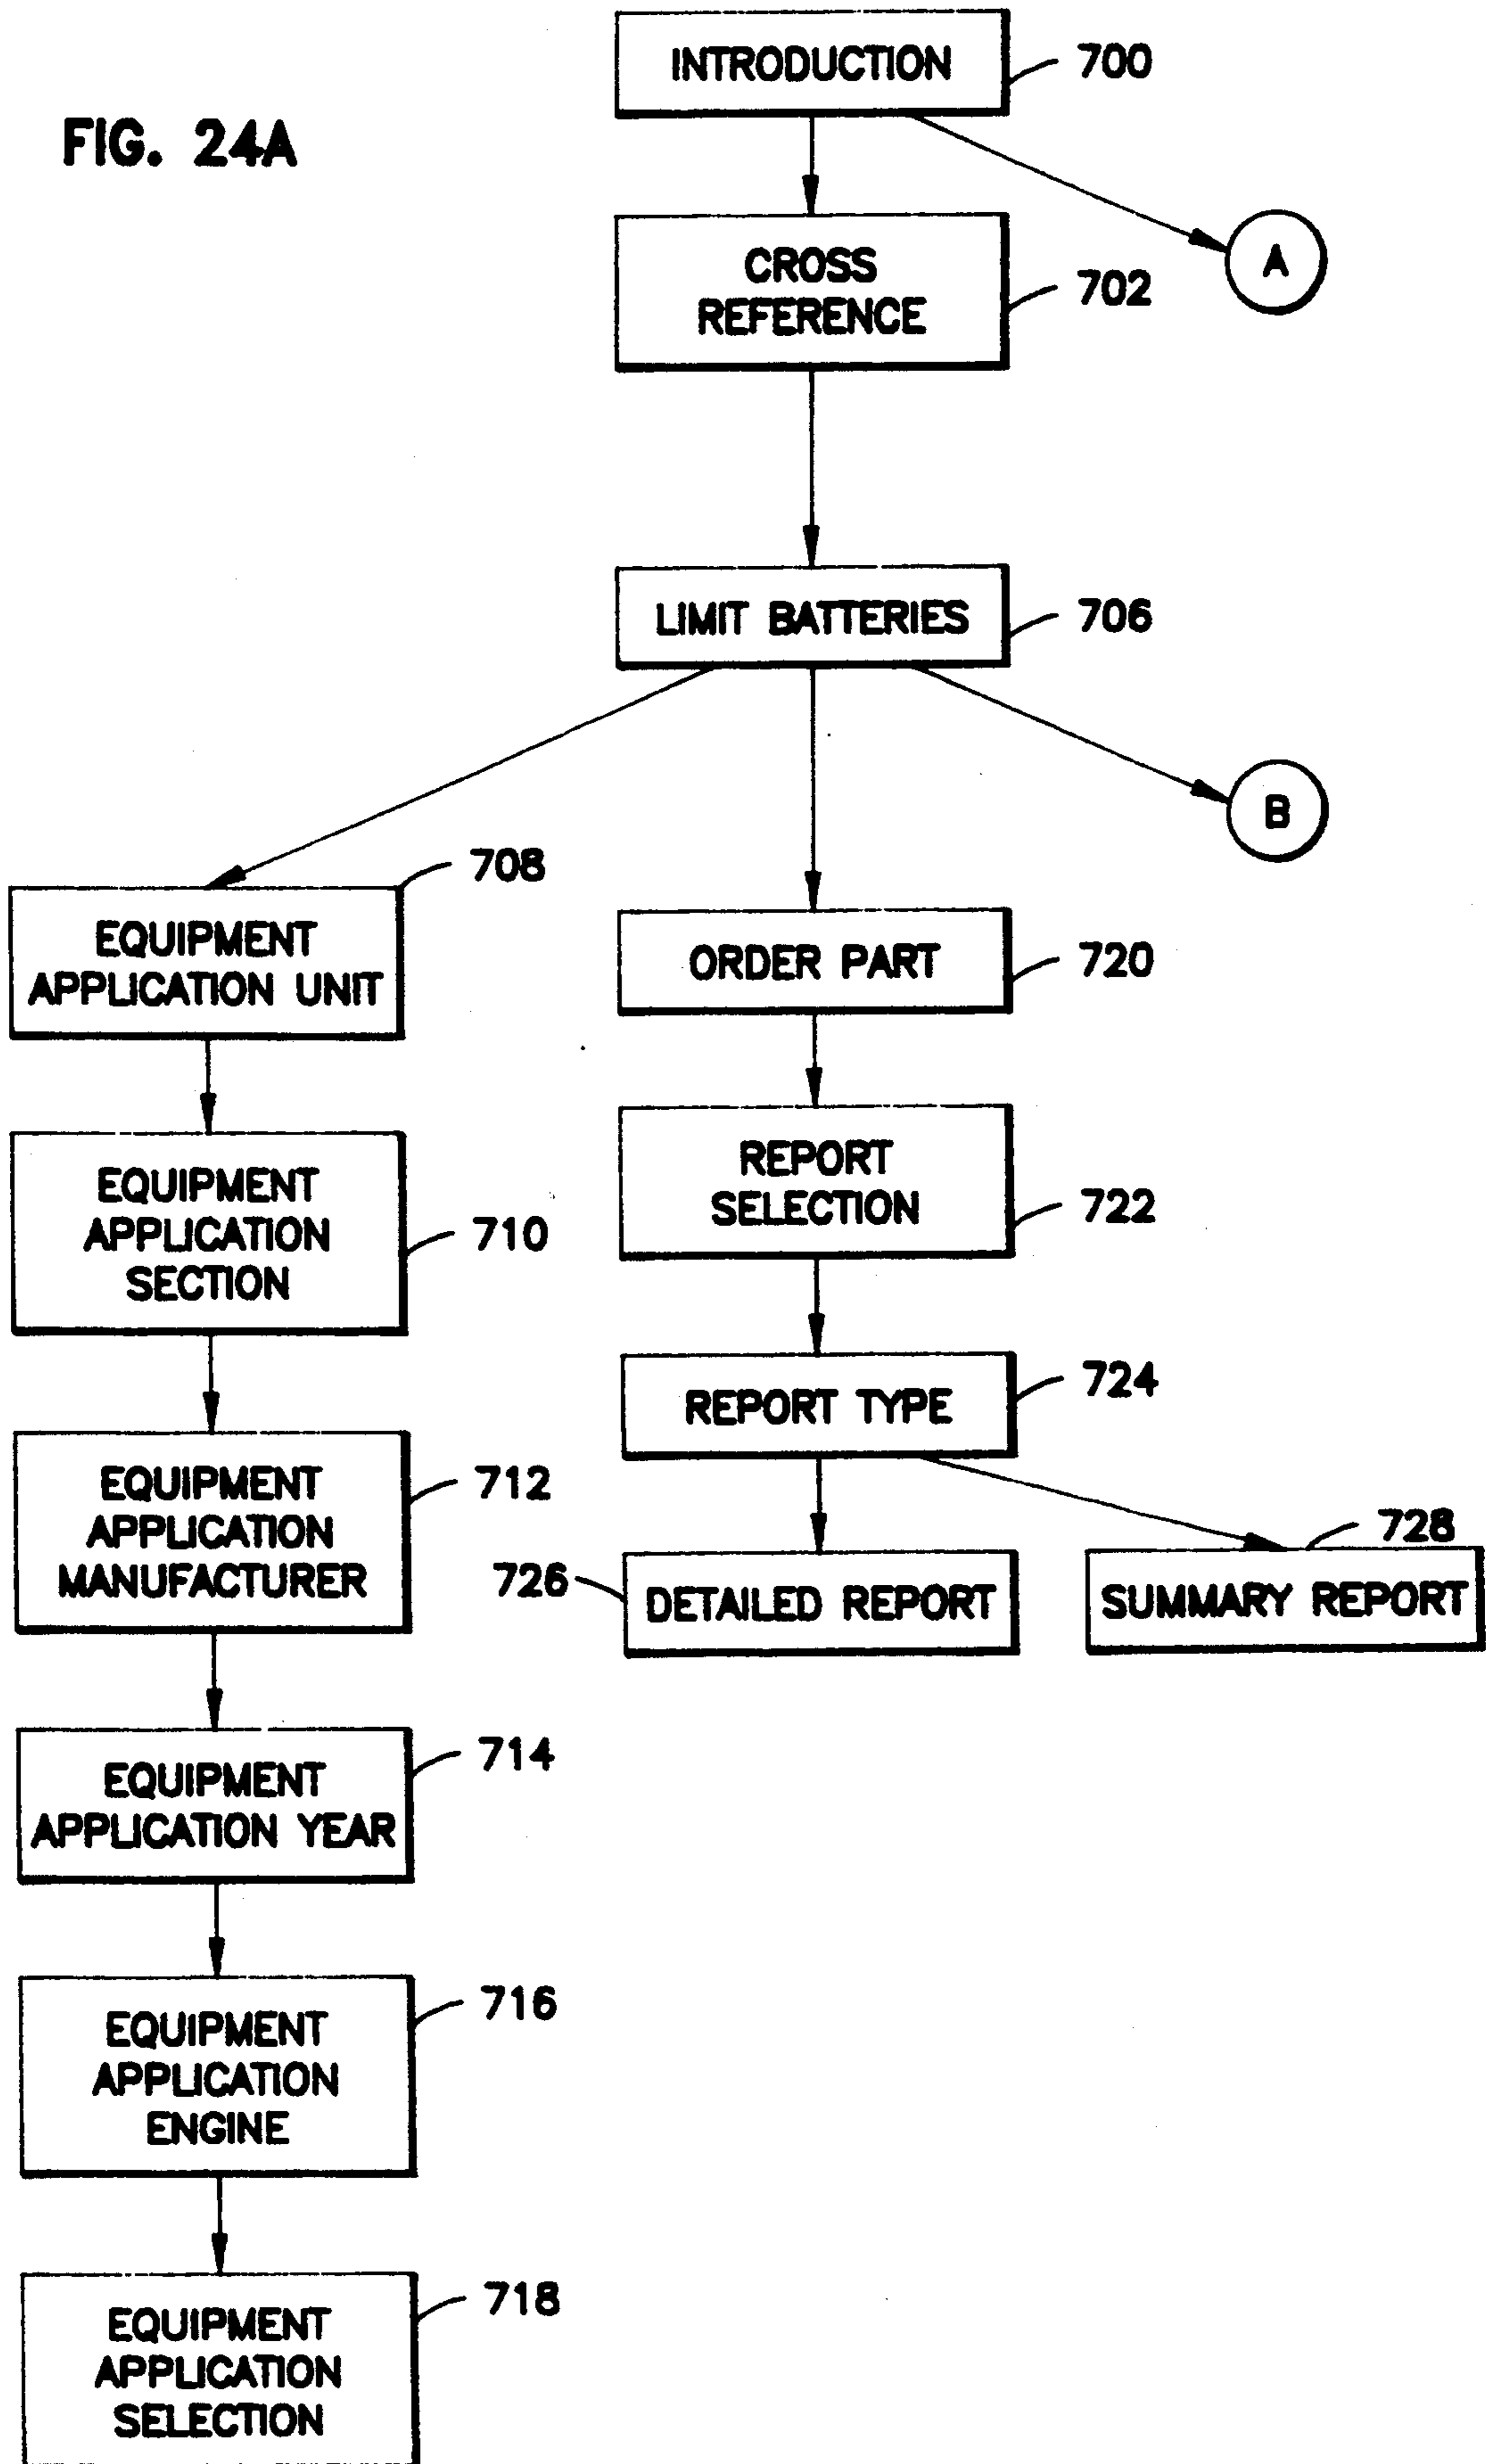 FIG. 24A
INTRODUCTION
700
CROSS
REFERENCE
702
A
LIMIT BATTERIES
706
B
708
EQUIPMENT
APPLICATION UNIT
ORDER PART
720
EQUIPMENT
APPLICATION
SECTION
710
REPORT
SELECTION
722
EQUIPMENT
APPLICATION
MANUFACTURER
712
REPORT TYPE
724
726
DETAILED REPORT
728
SUMMARY REPORT
EQUIPMENT
APPLICATION YEAR
714
EQUIPMENT
APPLICATION
ENGINE
716
EQUIPMENT
APPLICATION
SELECTION
718